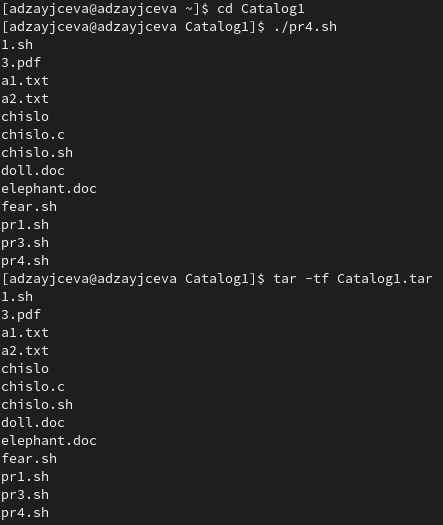 [adzayjceva@adzayjceva ~]$ cd Catalog1
[adzayjceva@adzayjceva Catalog1]$ ./pr4.sh
1.sh
3.pdf
a1.txt
a2.txt
chislo
chislo.c
chislo.sh
doll.doc
elephant.doc
fear.sh
pr1.sh
pr3.sh
pr4.sh
[adzayjceva@adzayjceva Catalog1]$ tar -tf Catalog1.tar
1.sh
3.pdf
a1.txt
a2.txt
chislo
chislo.c
chislo.sh
doll.doc
elephant.doc
fear.sh
pr1.sh
pr3.sh
pr4.sh